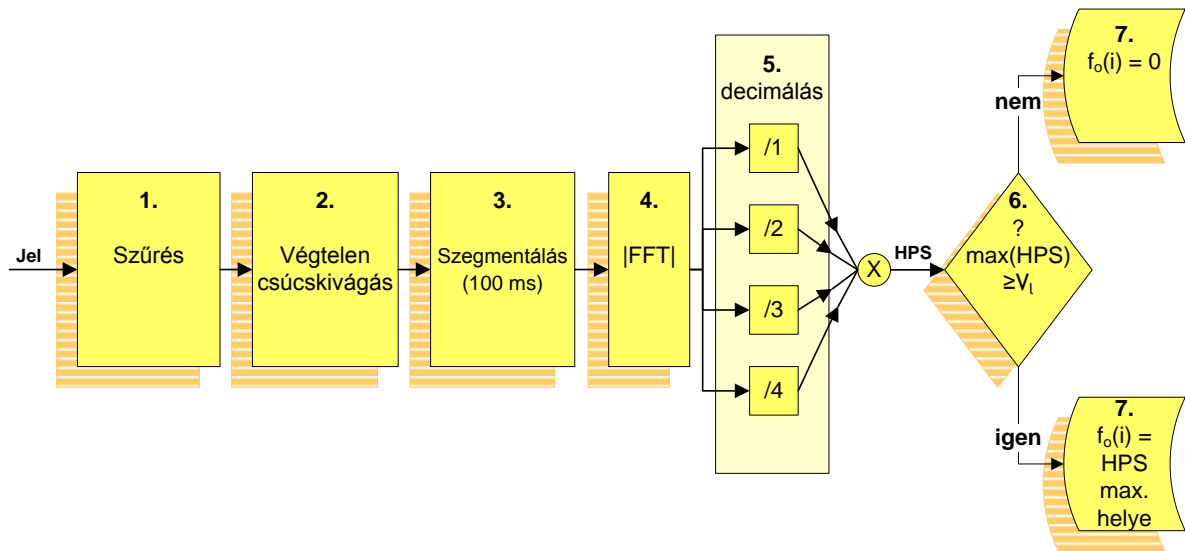 Jel
1.
Szűrés
2.
Végtelen
csúcskivágás
3.
Szegmentálás
(100 ms)
4.
|FFT|
5.
decimálás
/1
/2
/3
/4
X
HPS
6.
?
max(HPS)
≥Vl
nem
7.
fo(i) = 0
igen
7.
fo(i) =
HPS
max.
helye